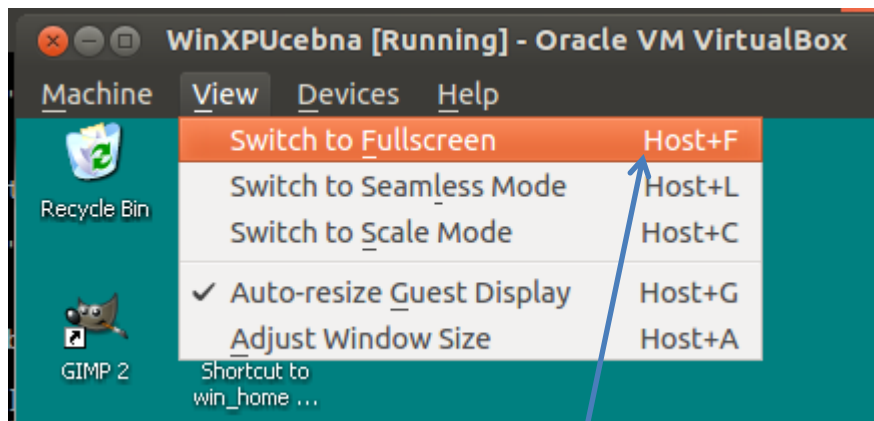 WinXPUcebna [Running] - Oracle VM VirtualBox
Machine View Devices Help
Switch to Fullscreen Host+F
Switch to Seamless Mode Host+L
Switch to Scale Mode Host+C
Auto-resize Guest Display Host+G
Adjust Window Size Host+A
Recycle Bin
GIMP 2
Shortcut to
win_home ...